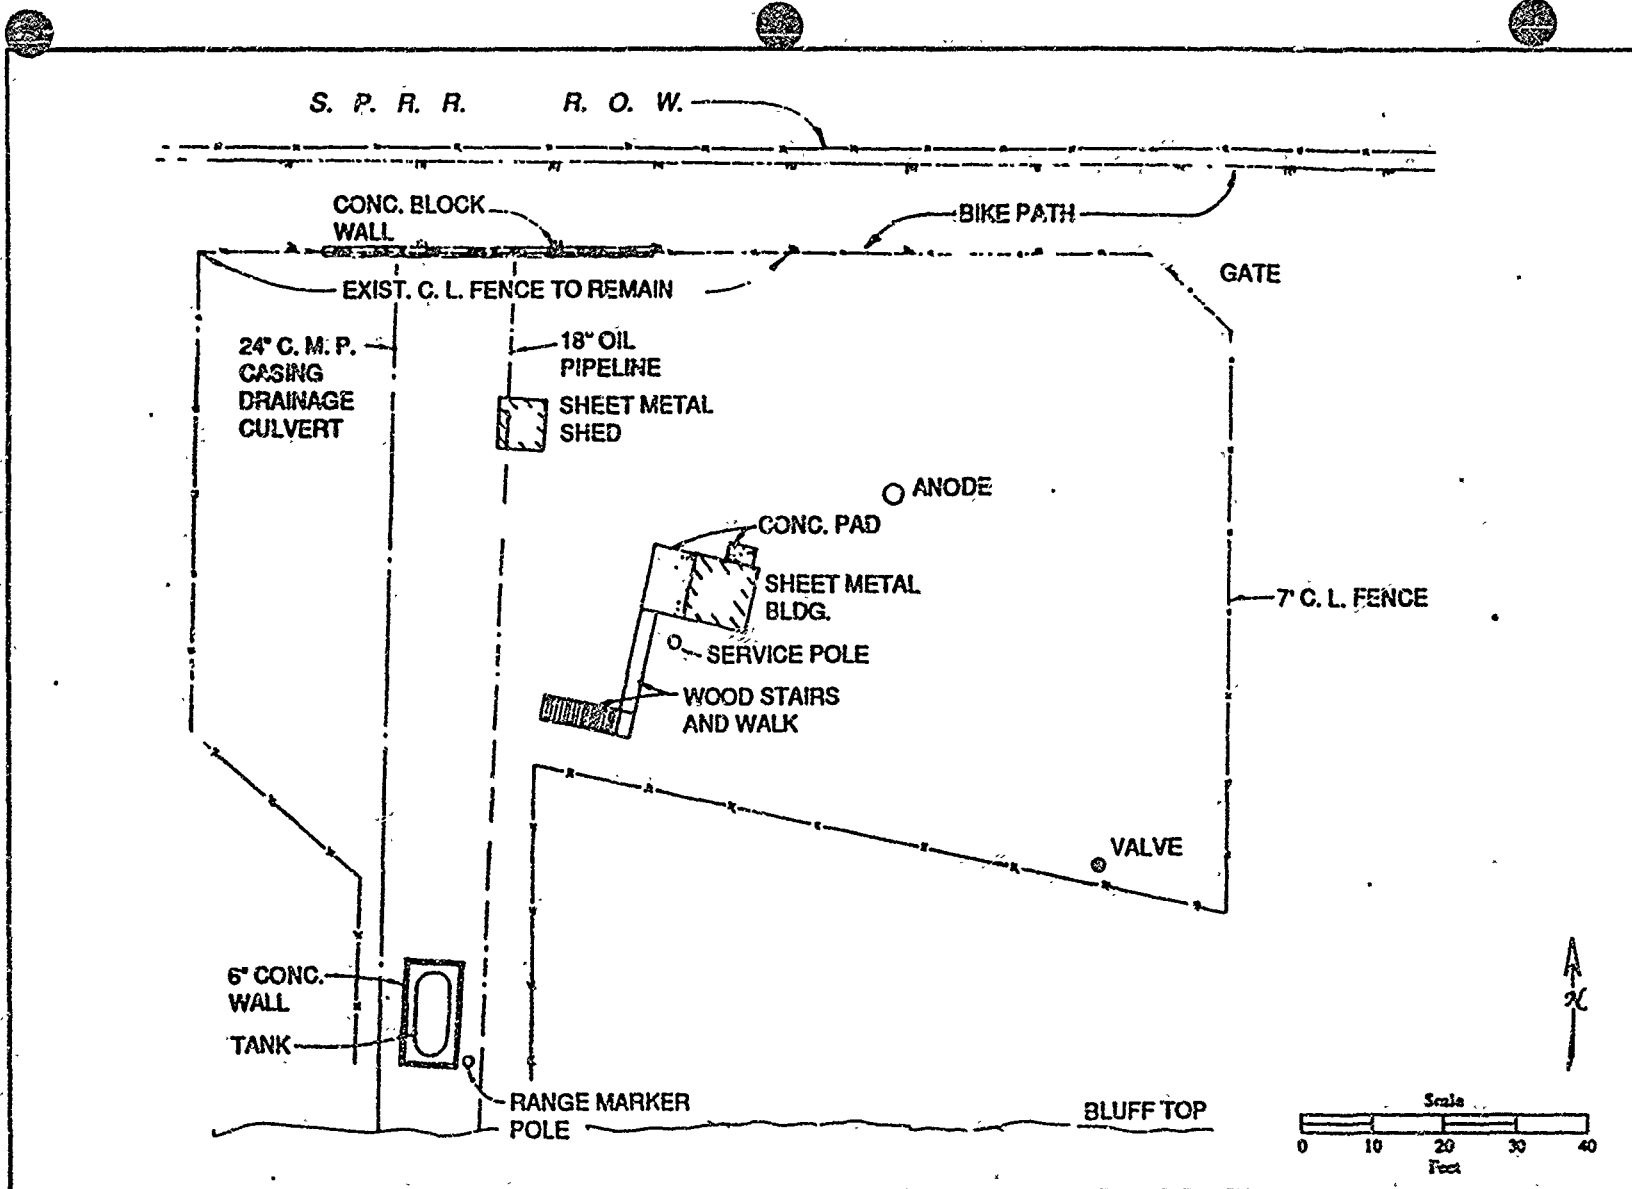 S. P. R. R. R. O. W.
CONC. BLOCK
WALL
BIKE PATH
GATE
EXIST. C. L. FENCE TO REMAIN
24" C. M. P.
CASING
DRAINAGE
CULVERT
18" OIL
PIPELINE
SHEET METAL
SHED
ANODE
CONC. PAD
SHEET METAL
BLDG.
7' C. L. FENCE
SERVICE POLE
WOOD STAIRS
AND WALK
VALVE
6" CONC.
WALL
TANK
N
RANGE MARKER
POLE
BLUFF TOP
Scale
0 10 20 30 40
Feet